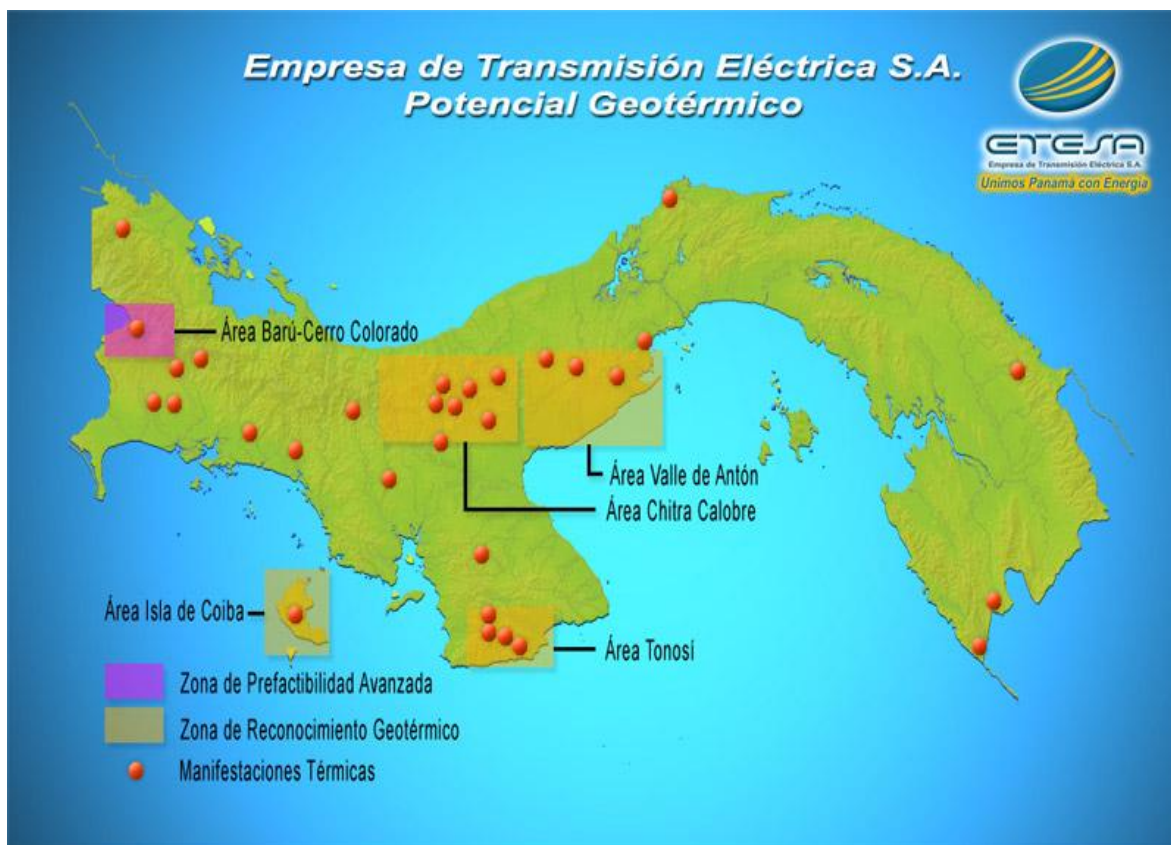 Empresa de Transmisión Eléctrica S.A.
Potencial Geotérmico
ETESA
Empresa de Transmisión Eléctrica S.A.
Unimos Panamá con Energía
Área Barú-Cerro Colorado
Área Valle de Antón
Área Chitra Calobre
Área Isla de Coiba
Área Tonosí
Zona de Prefactibilidad Avanzada
Zona de Reconocimiento Geotérmico
Manifestaciones Térmicas